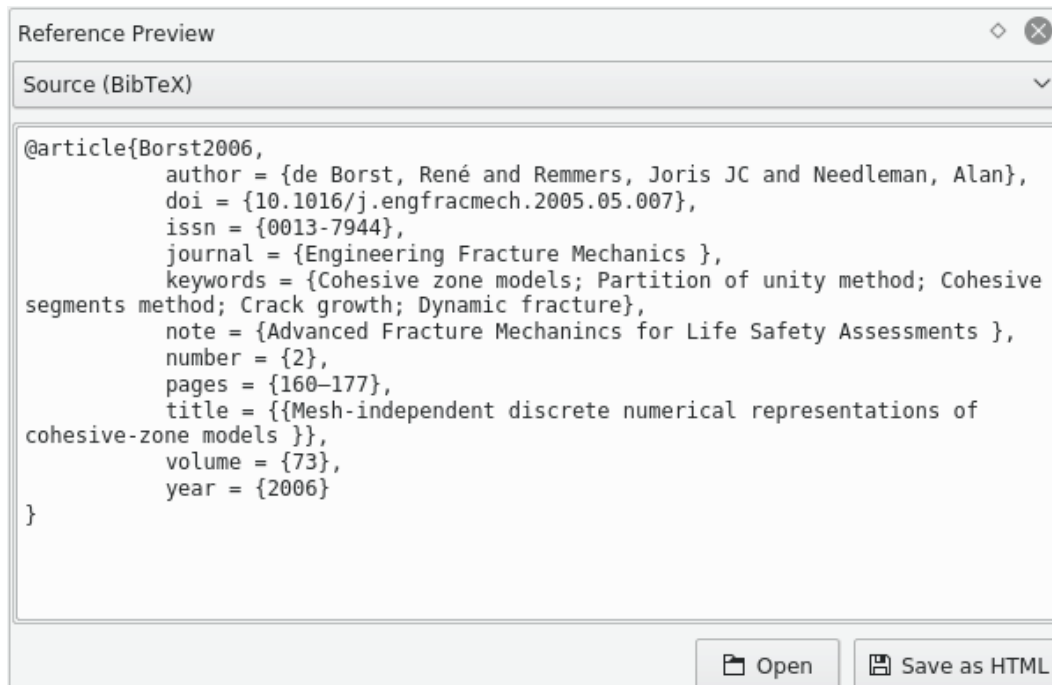 Reference Preview
Source (BibTeX)
@article{Borst2006,
author = {de Borst, René and Remmers, Joris JC and Needleman, Alan},
doi = {10.1016/j.engfracmech.2005.05.007},
issn = {0013-7944},
journal = {Engineering Fracture Mechanics },
keywords = {Cohesive zone models; Partition of unity method; Cohesive
segments method; Crack growth; Dynamic fracture},
note = {Advanced Fracture Mechanincs for Life Safety Assessments },
number = {2},
pages = {160–177},
title = {{Mesh-independent discrete numerical representations of
cohesive-zone models }},
volume = {73},
year = {2006}
}
Open
Save as HTML